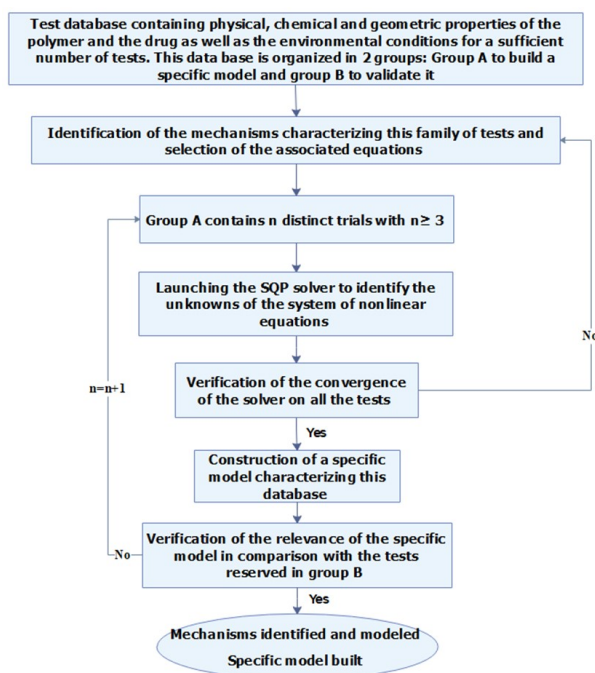 Test database containing physical, chemical and geometric properties of the
polymer and the drug as well as the environmental conditions for a sufficient
number of tests. This data base is organized in 2 groups: Group A to build a
specific model and group B to validate it
Identification of the mechanisms characterizing this family of tests and
selection of the associated equations
Group A contains n distinct trials with n≥ 3
Launching the SQP solver to identify the
unknowns of the system of nonlinear
equations
No
n=n+1
Verification of the convergence
of the solver on all the tests
Yes
Construction of a specific
model characterizing this
database
Verification of the relevance of the specific
model in comparison with the tests
reserved in group B
No
Yes
Mechanisms identified and modeled
Specific model built